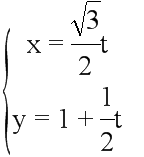 x = √3/2 t
y = 1 + 1/2 t